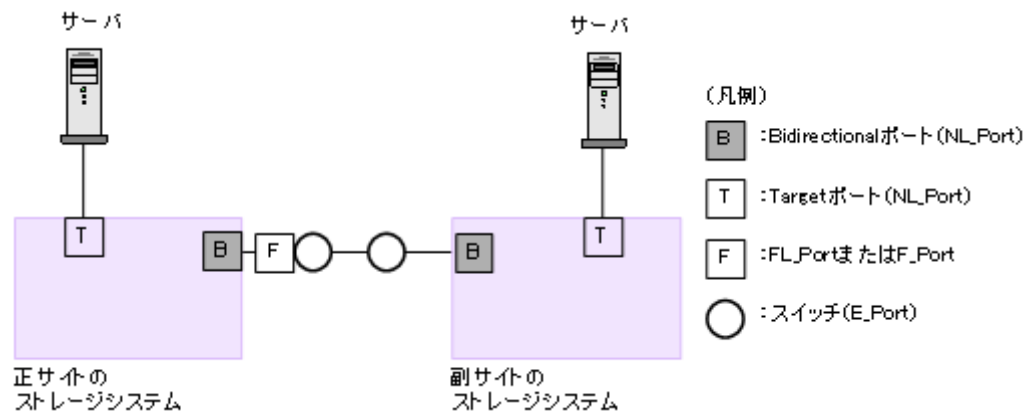 サーバ
サーバ
T
B
F
B
T
正サイトの
ストレージシステム
副サイトの
ストレージシステム
(凡例)
B :Bidirectionalポート(NL_Port)
T :Targetポート(NL_Port)
F :FL_PortまたはF_Port
:スイッチ(E_Port)